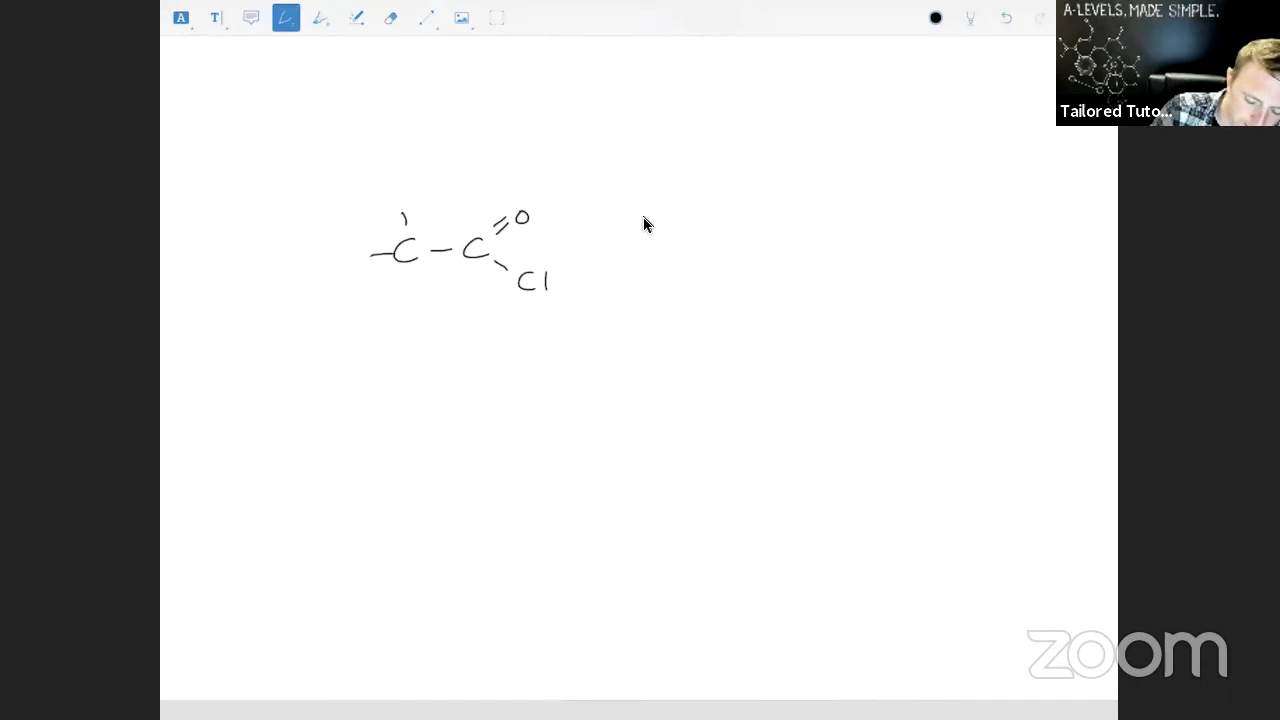 A T
A-LEVELS, MADE SIMPLE.
Tailored Tuto...
O
C - C
Cl
zoom